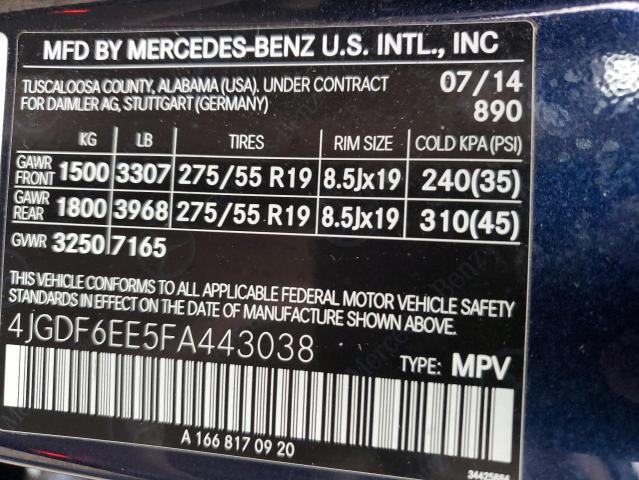 MFD BY MERCEDES-BENZ U.S. INTL., INC
TUSCALOOSA COUNTY, ALABAMA (USA). UNDER CONTRACT 07/14
FOR DAIMLER AG, STUTTGART (GERMANY) 890
KG LB TIRES RIM SIZE COLD KPA(PSI)
GAWR FRONT 1500 3307 275/55 R19 8.5Jx19 240(35)
GAWR REAR 1800 3968 275/55 R19 8.5Jx19 310(45)
GVWR 3250 7165
THIS VEHICLE CONFORMS TO ALL APPLICABLE FEDERAL MOTOR VEHICLE SAFETY
STANDARDS IN EFFECT ON THE DATE OF MANUFACTURE SHOWN ABOVE.
4JGDF6EE5FA443038
TYPE: MPV
A 166 817 09 20